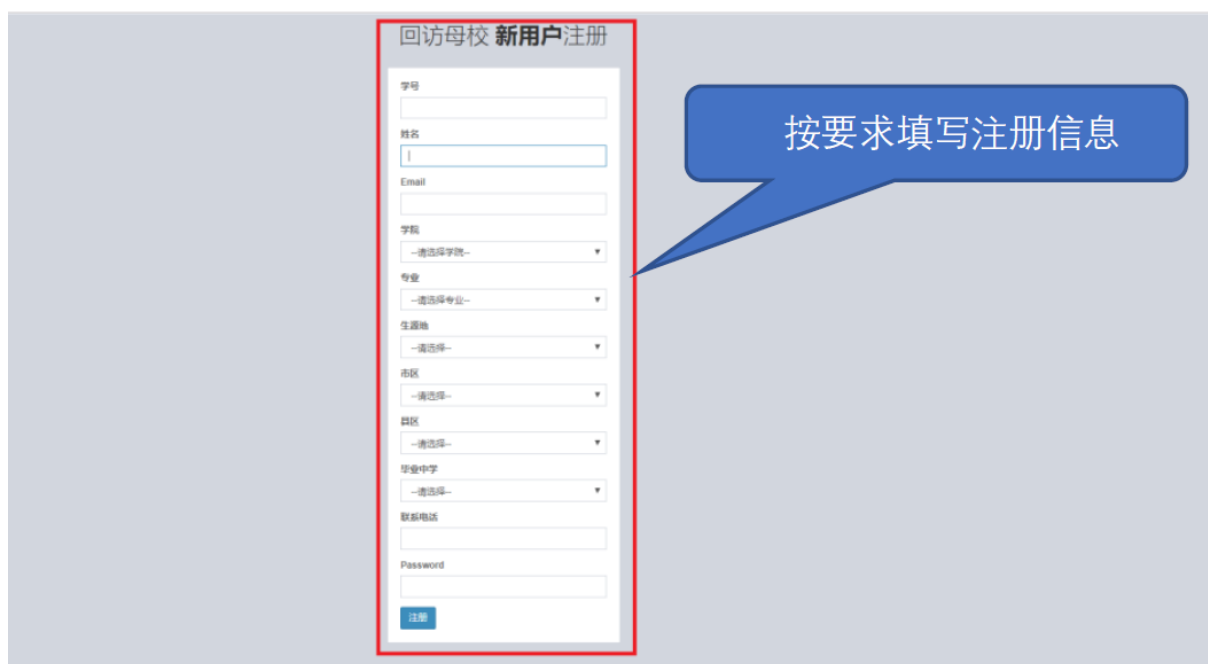 回访母校 新用户注册
学号
按要求填写注册信息
姓名
Email
学院
--请选择学院--
专业
--请选择专业--
生源地
--请选择--
市区
--请选择--
县区
--请选择--
毕业中学
--请选择--
联系电话
Password
注册